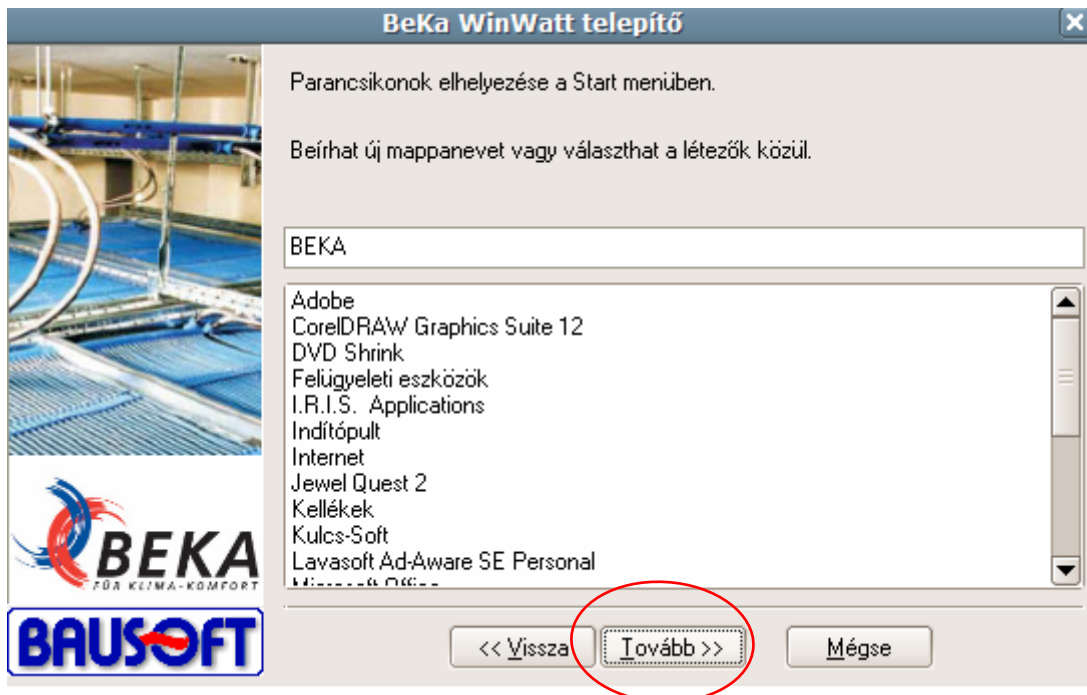 BeKa WinWatt telepítő
Parancsikonok elhelyezése a Start menüben.
Beírhat új mappanevet vagy választhat a létezők közül.
BEKA
Adobe
CorelDRAW Graphics Suite 12
DVD Shrink
Felügyeleti eszközök
I.R.I.S. Applications
Indítópult
Internet
Jewel Quest 2
Kellékek
Kulcs-Soft
Lavasoft Ad-Aware SE Personal
Microsoft Office
BEKA
FÜR KLIMA-KOMFORT
BAUSOFT
<< Vissza
Tovább >>
Mégse